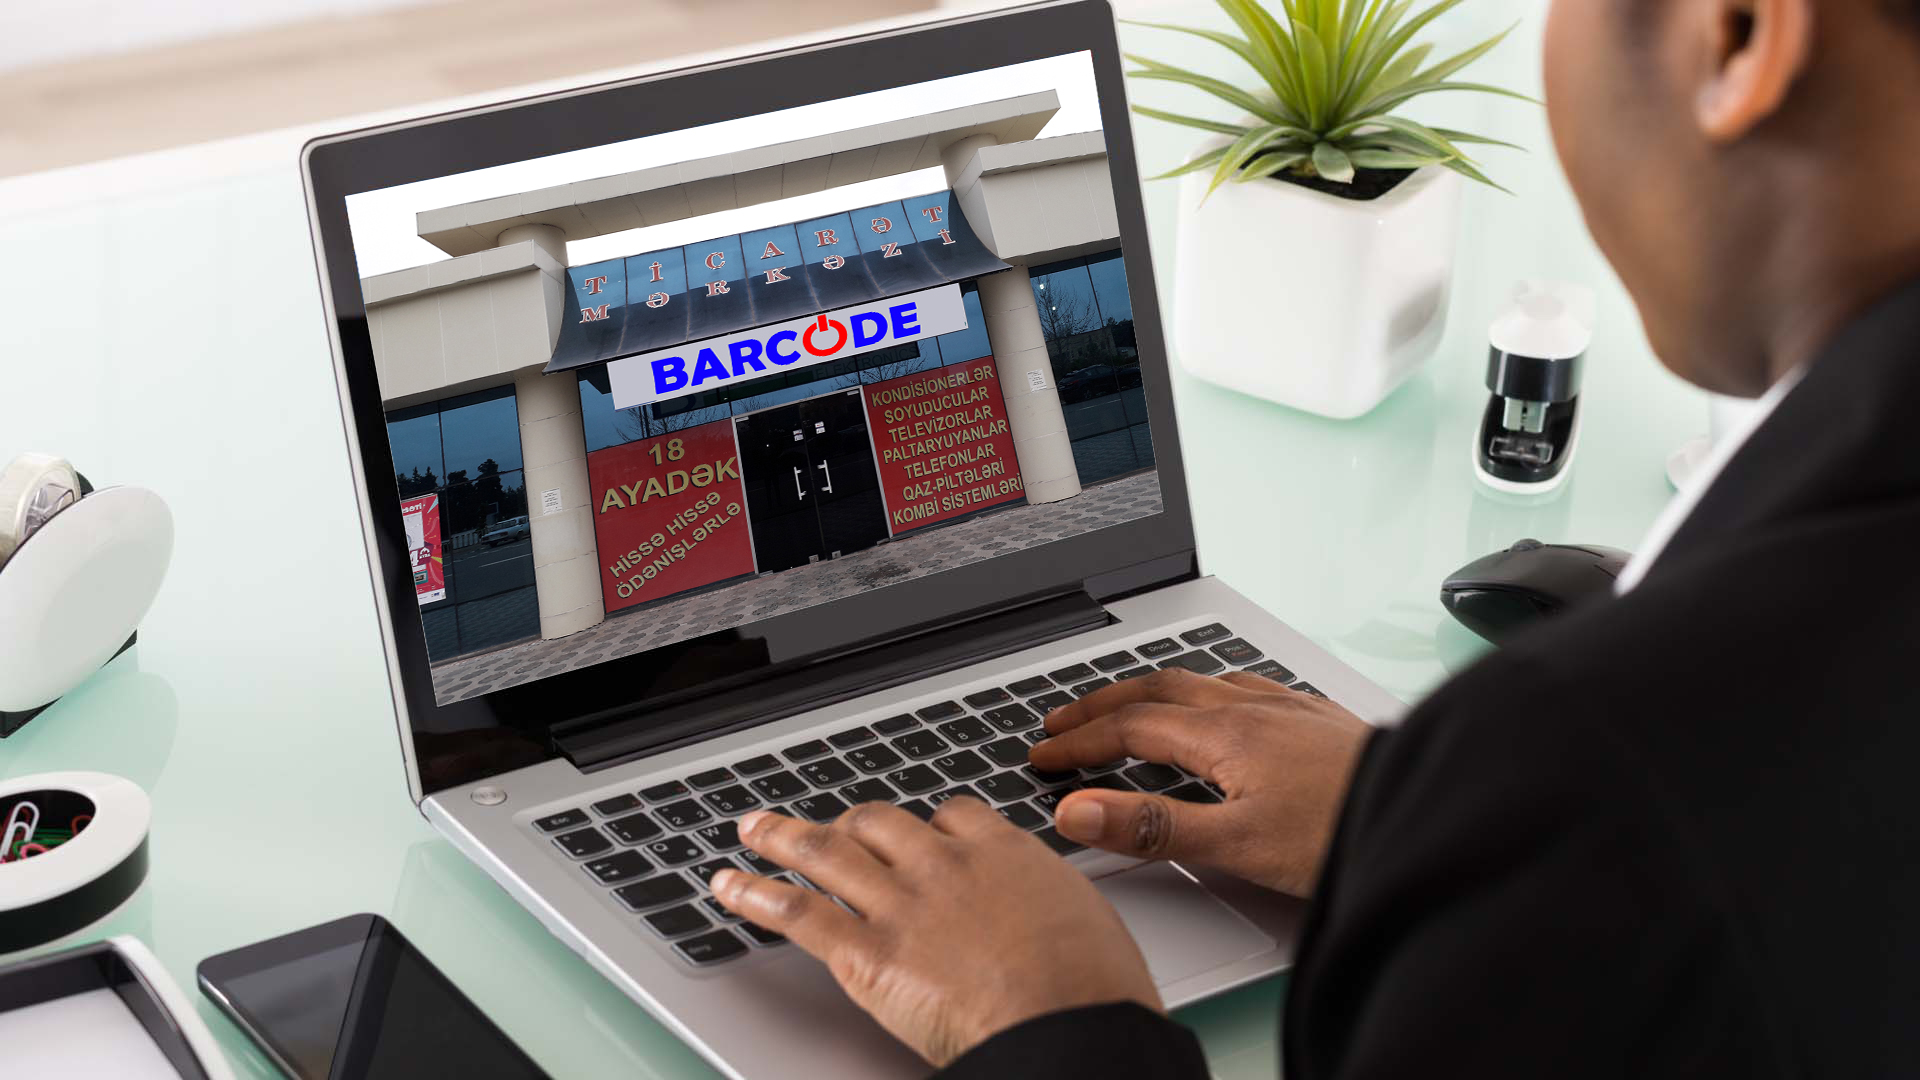 TİCARƏT
MƏRKƏZİ
BARCODE
18
AYADƏK
HİSSƏ HİSSƏ
ÖDƏNİŞLƏRLƏ
KONDİSİONERLƏR
SOYUDUCULAR
TELEVİZORLAR
PALTARYUYANLAR
TELEFONLAR
QAZ-PİLTƏLƏRİ
KOMBİ SİSTEMLƏRİ